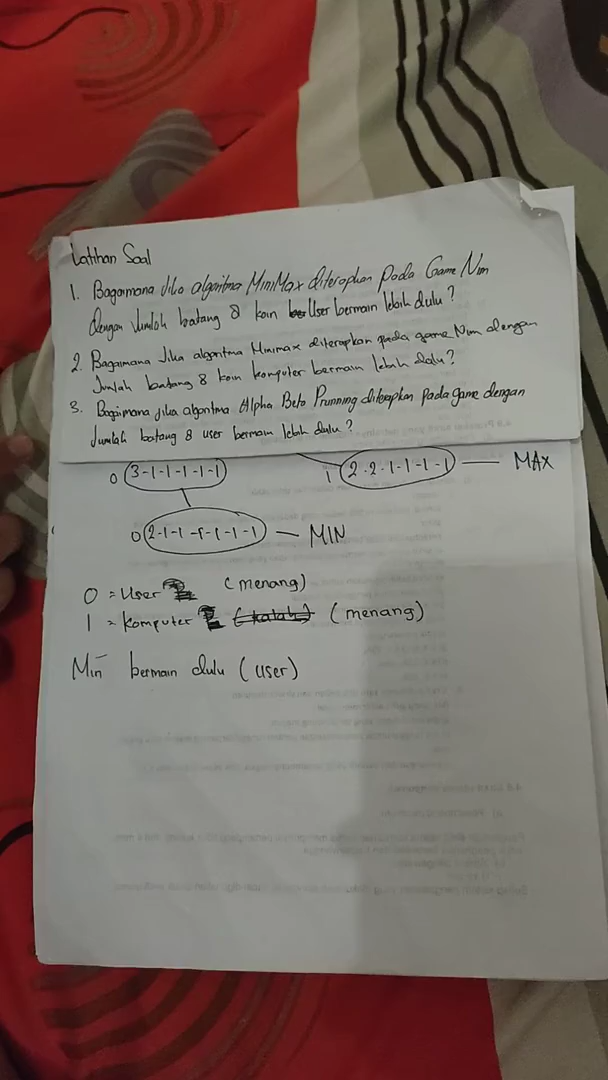 Latihan Soal
1. Bagaimana Jika algoritma MiniMax diterapkan pada Game Nim
dengan Jumlah batang 8 koin User bermain lebih dulu?
2. Bagaimana Jika algoritma Minimax diterapkan pada game Nim dengan
Jumlah batang 8 koin komputer bermain lebih dulu?
3. Bagaimana jika algoritma Alpha Beta Prunning diterapkan pada game dengan
Jumlah batang 8 user bermain lebih dulu?
0 3-1-1-1-1-1 1 2-2-1-1-1-1 — MAX
0 2-1-1-1-1-1-1 — MIN
0 = User (menang)
1 = Komputer (kalah) (menang)
Min bermain dulu (user)